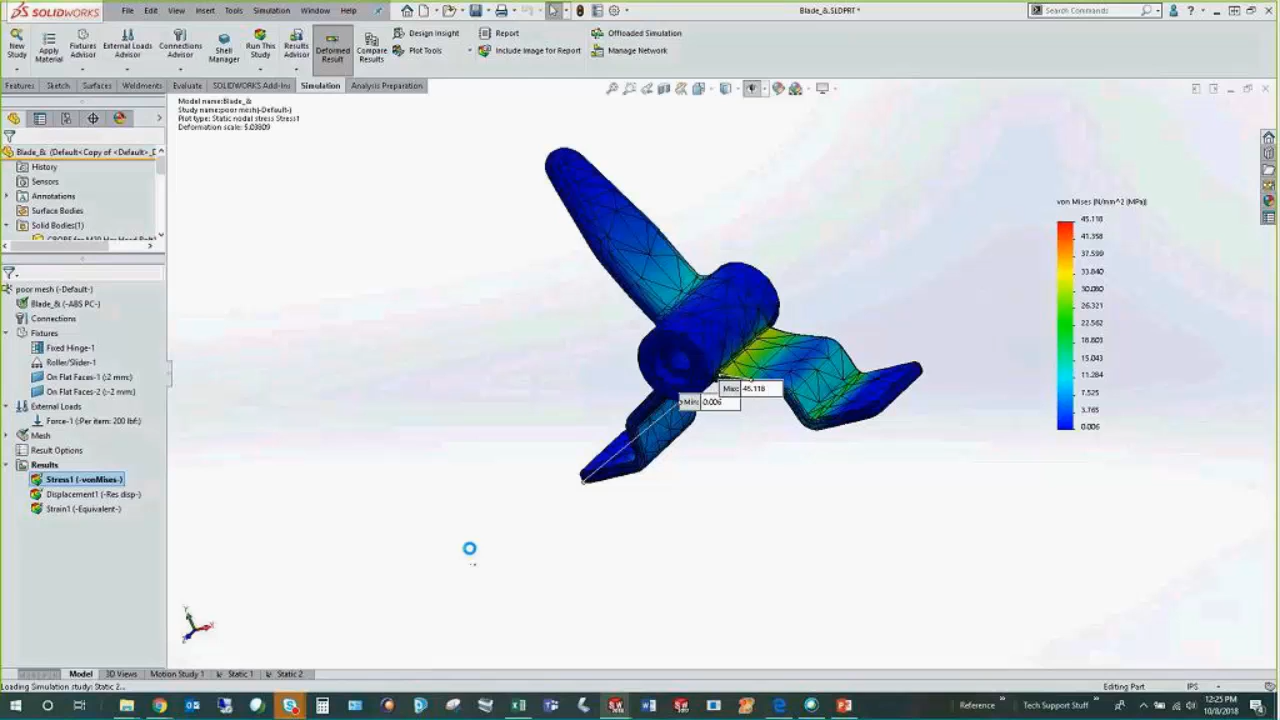 SOLIDWORKS
File Edit View Insert Tools Simulation Window Help
Blade_&.SLDPRT *
Search Commands
New Study
Apply Material
Fixtures Advisor
External Loads Advisor
Connections Advisor
Shell Manager
Run This Study
Results Advisor
Deformed Result
Compare Results
Design Insight
Plot Tools
Report
Include Image for Report
Offloaded Simulation
Manage Network
Features Sketch Surfaces Weldments Evaluate SOLIDWORKS Add-Ins Simulation Analysis Preparation
Model name:Blade_&
Study name:poor mesh(-Default-)
Plot type: Static nodal stress Stress1
Deformation scale: 5.03809
Blade_& (Default<Copy of <Default>_D
History
Sensors
Annotations
Surface Bodies
Solid Bodies(1)
poor mesh (-Default-)
Blade_& (-ABS PC-)
Connections
Fixtures
Fixed Hinge-1
Roller/Slider-1
On Flat Faces-1 (:2 mm:)
On Flat Faces-2 (:2 mm:)
External Loads
Force-1 (:Per item: 200 lbf:)
Mesh
Result Options
Results
Stress1 (-vonMises-)
Displacement1 (-Res disp-)
Strain1 (-Equivalent-)
Max: 45.118
Min: 0.006
von Mises (N/mm^2 (MPa))
45.118
41.358
37.599
33.840
30.080
26.321
22.562
18.803
15.043
11.284
7.525
3.765
0.006
Y
X
Z
Model 3D Views Motion Study 1 Static 1 Static 2
Loading Simulation study: Static 2...
Editing Part
IPS
Reference
Tech Support Stuff
12:25 PM
10/8/2018